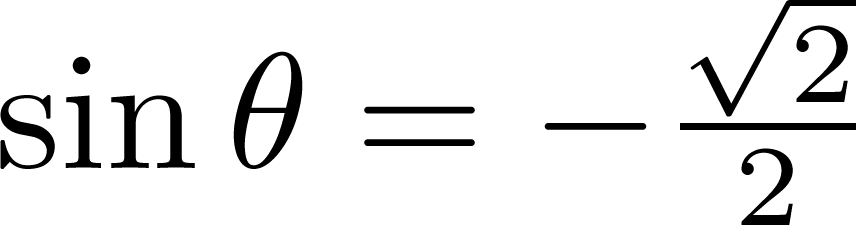 sin θ = − √2/2